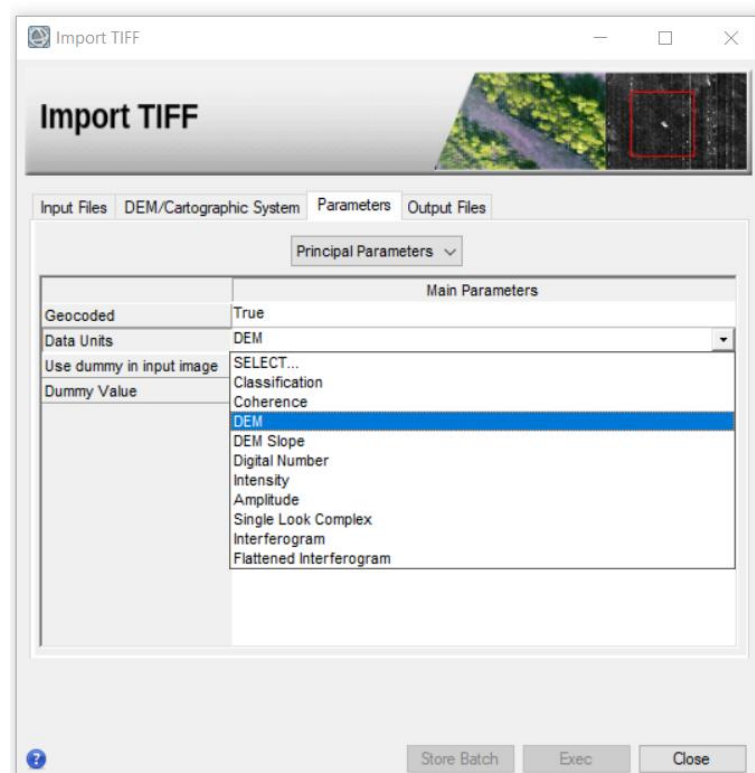 Import TIFF
Import TIFF
Input Files DEM/Cartographic System Parameters Output Files
Principal Parameters
Main Parameters
Geocoded True
Data Units DEM
Use dummy in input image SELECT...
Dummy Value Classification
Coherence
DEM
DEM Slope
Digital Number
Intensity
Amplitude
Single Look Complex
Interferogram
Flattened Interferogram
? Store Batch Exec Close